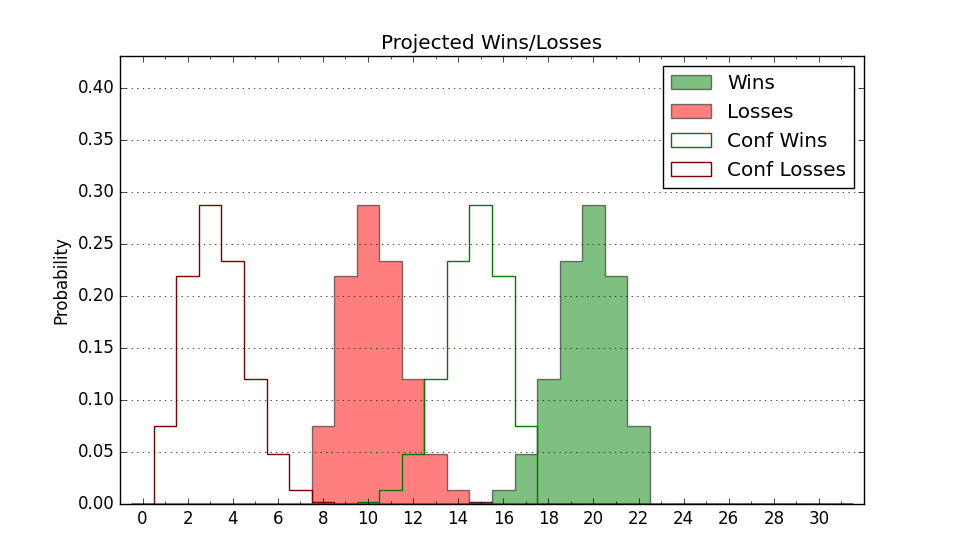 Projected Wins/Losses
Wins
Losses
Conf Wins
Conf Losses
Probability
0.40
0.35
0.30
0.25
0.20
0.15
0.10
0.05
0.00
0 2 4 6 8 10 12 14 16 18 20 22 24 26 28 30